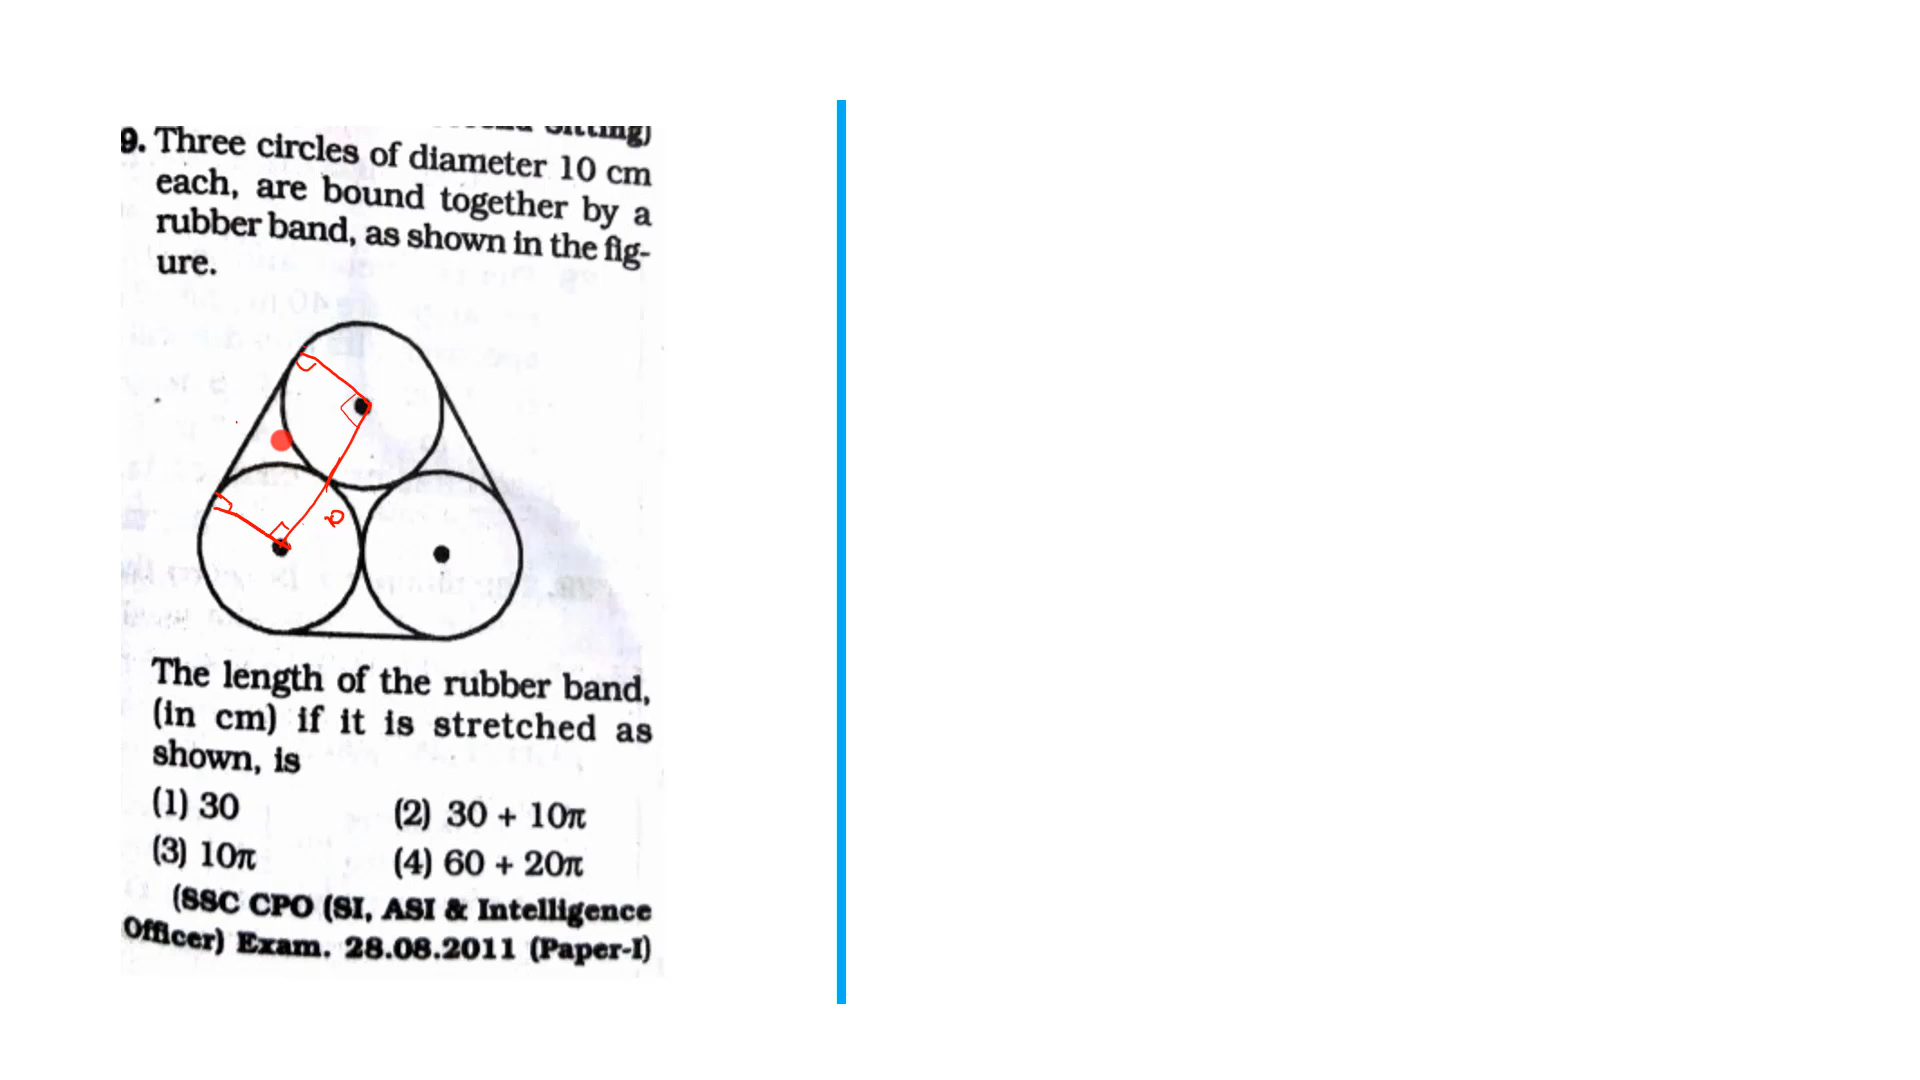 Sitting)
9. Three circles of diameter 10 cm
each, are bound together by a
rubber band, as shown in the fig-
ure.
10
The length of the rubber band,
(in cm) if it is stretched as
shown, is
(1) 30 (2) 30 + 10π
(3) 10π (4) 60 + 20π
(SSC CPO (SI, ASI & Intelligence
Officer) Exam. 28.08.2011 (Paper-I)